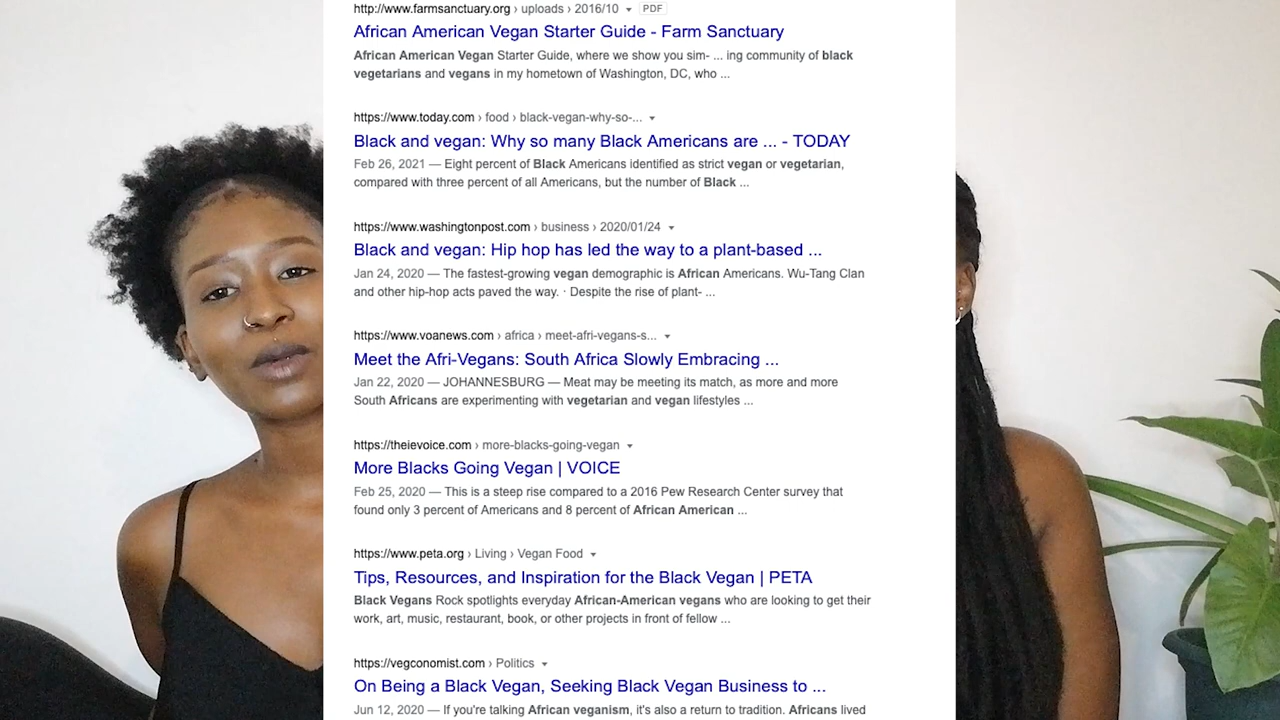 http://www.farmsanctuary.org › uploads › 2016/10 PDF
African American Vegan Starter Guide - Farm Sanctuary
African American Vegan Starter Guide, where we show you sim- ... ing community of black
vegetarians and vegans in my hometown of Washington, DC, who ...
https://www.today.com › food › black-vegan-why-so-...
Black and vegan: Why so many Black Americans are ... - TODAY
Feb 26, 2021 — Eight percent of Black Americans identified as strict vegan or vegetarian,
compared with three percent of all Americans, but the number of Black ...
https://www.washingtonpost.com › business › 2020/01/24
Black and vegan: Hip hop has led the way to a plant-based ...
Jan 24, 2020 — The fastest-growing vegan demographic is African Americans. Wu-Tang Clan
and other hip-hop acts paved the way. · Despite the rise of plant- ...
https://www.voanews.com › africa › meet-afri-vegans-s...
Meet the Afri-Vegans: South Africa Slowly Embracing ...
Jan 22, 2020 — JOHANNESBURG — Meat may be meeting its match, as more and more
South Africans are experimenting with vegetarian and vegan lifestyles ...
https://theievoice.com › more-blacks-going-vegan
More Blacks Going Vegan | VOICE
Feb 25, 2020 — This is a steep rise compared to a 2016 Pew Research Center survey that
found only 3 percent of Americans and 8 percent of African American ...
https://www.peta.org › Living › Vegan Food
Tips, Resources, and Inspiration for the Black Vegan | PETA
Black Vegans Rock spotlights everyday African-American vegans who are looking to get their
work, art, music, restaurant, book, or other projects in front of fellow ...
https://vegconomist.com › Politics
On Being a Black Vegan, Seeking Black Vegan Business to ...
Jun 12, 2020 — If you're talking African veganism, it's also a return to tradition. Africans lived